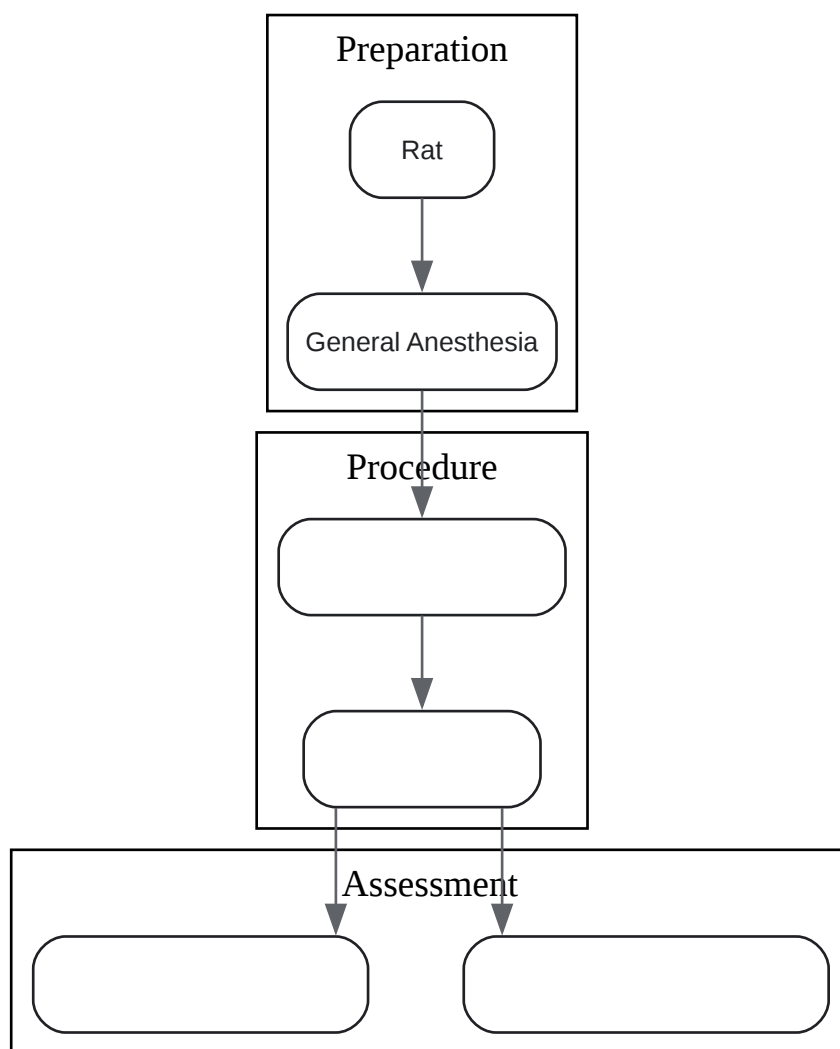 Preparation
Rat
General Anesthesia
Procedure
Assessment